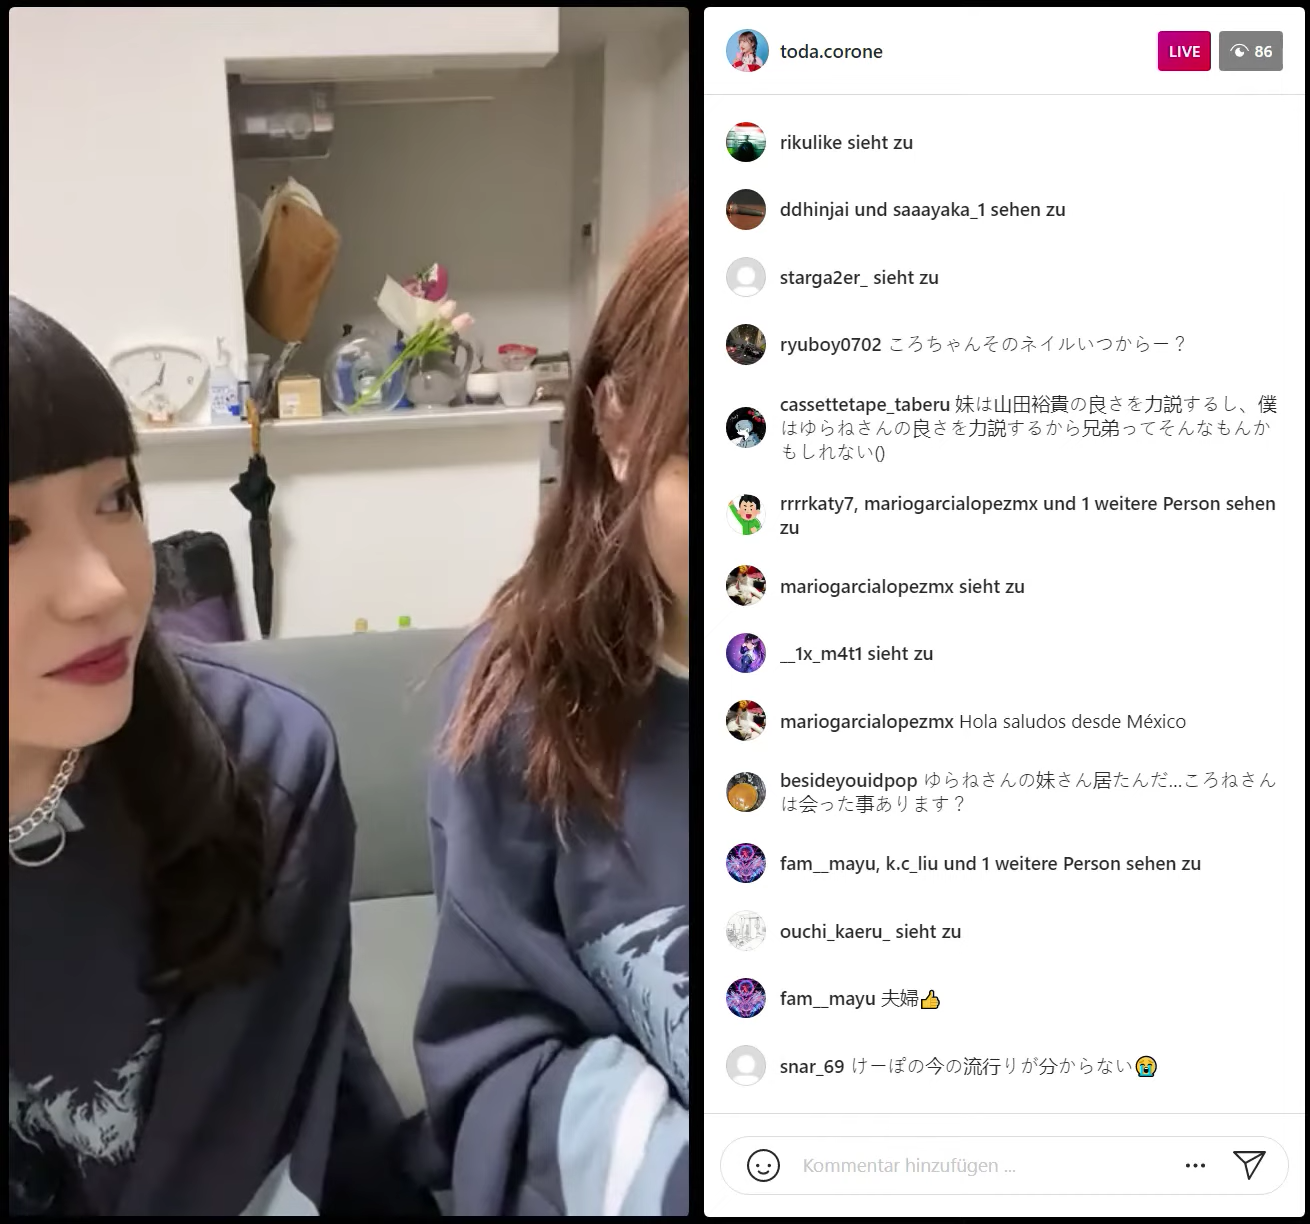 toda.corone
LIVE
86
rikulike sieht zu
ddhinjai und saaayaka_1 sehen zu
starga2er_ sieht zu
ryuboy0702 ころちゃんそのネイルいつからー？
cassettetape_taberu 妹は山田裕貴の良さを力説するし、僕
はゆらねさんの良さを力説するから兄弟ってそんなもんか
もしれない()
rrrrkaty7, mariogarcialopezmx und 1 weitere Person sehen
zu
mariogarcialopezmx sieht zu
__1x_m4t1 sieht zu
mariogarcialopezmx Hola saludos desde México
besideyouidpop ゆらねさんの妹さん居たんだ...ころねさん
は会った事あります？
fam__mayu, k.c_liu und 1 weitere Person sehen zu
ouchi_kaeru_ sieht zu
fam__mayu 夫婦👍
snar_69 けーぽの今の流行りが分からない😭
Kommentar hinzufügen ...